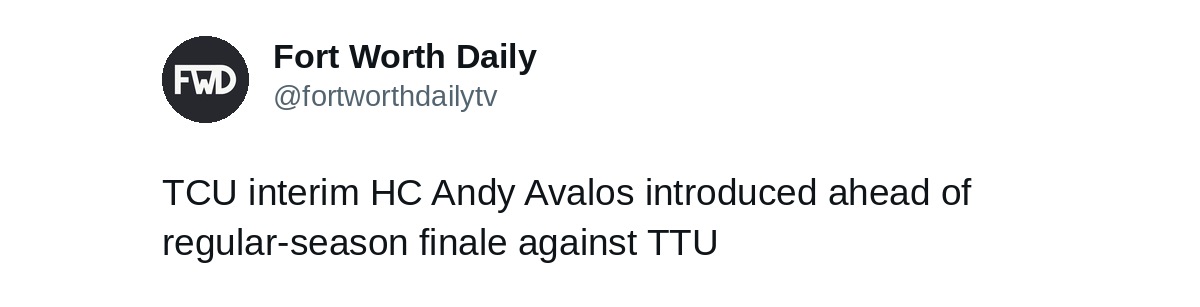 FWD
Fort Worth Daily
@fortworthdailytv
TCU interim HC Andy Avalos introduced ahead of
regular-season finale against TTU